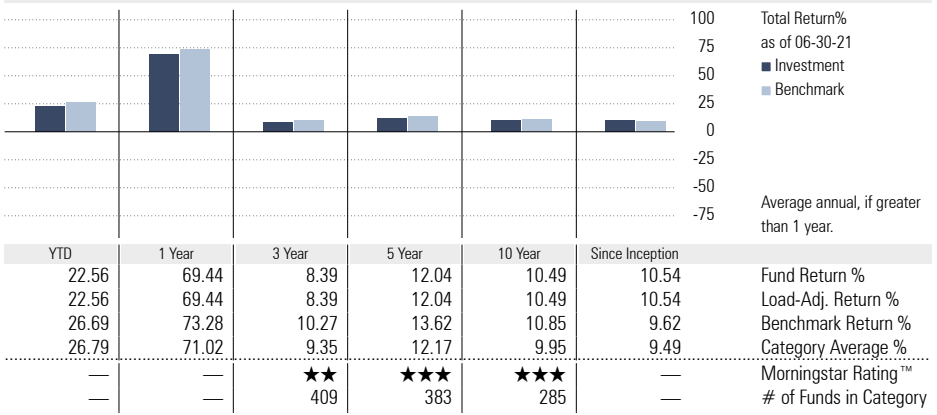 100
75
50
25
0
-25
-50
-75
Total Return%
as of 06-30-21
■ Investment
■ Benchmark
Average annual, if greater
than 1 year.
YTD 1 Year 3 Year 5 Year 10 Year Since Inception
22.56 69.44 8.39 12.04 10.49 10.54 Fund Return %
22.56 69.44 8.39 12.04 10.49 10.54 Load-Adj. Return %
26.69 73.28 10.27 13.62 10.85 9.62 Benchmark Return %
26.79 71.02 9.35 12.17 9.95 9.49 Category Average %
— — ★★ ★★★ ★★★ — Morningstar Rating™
— — 409 383 285 — # of Funds in Category